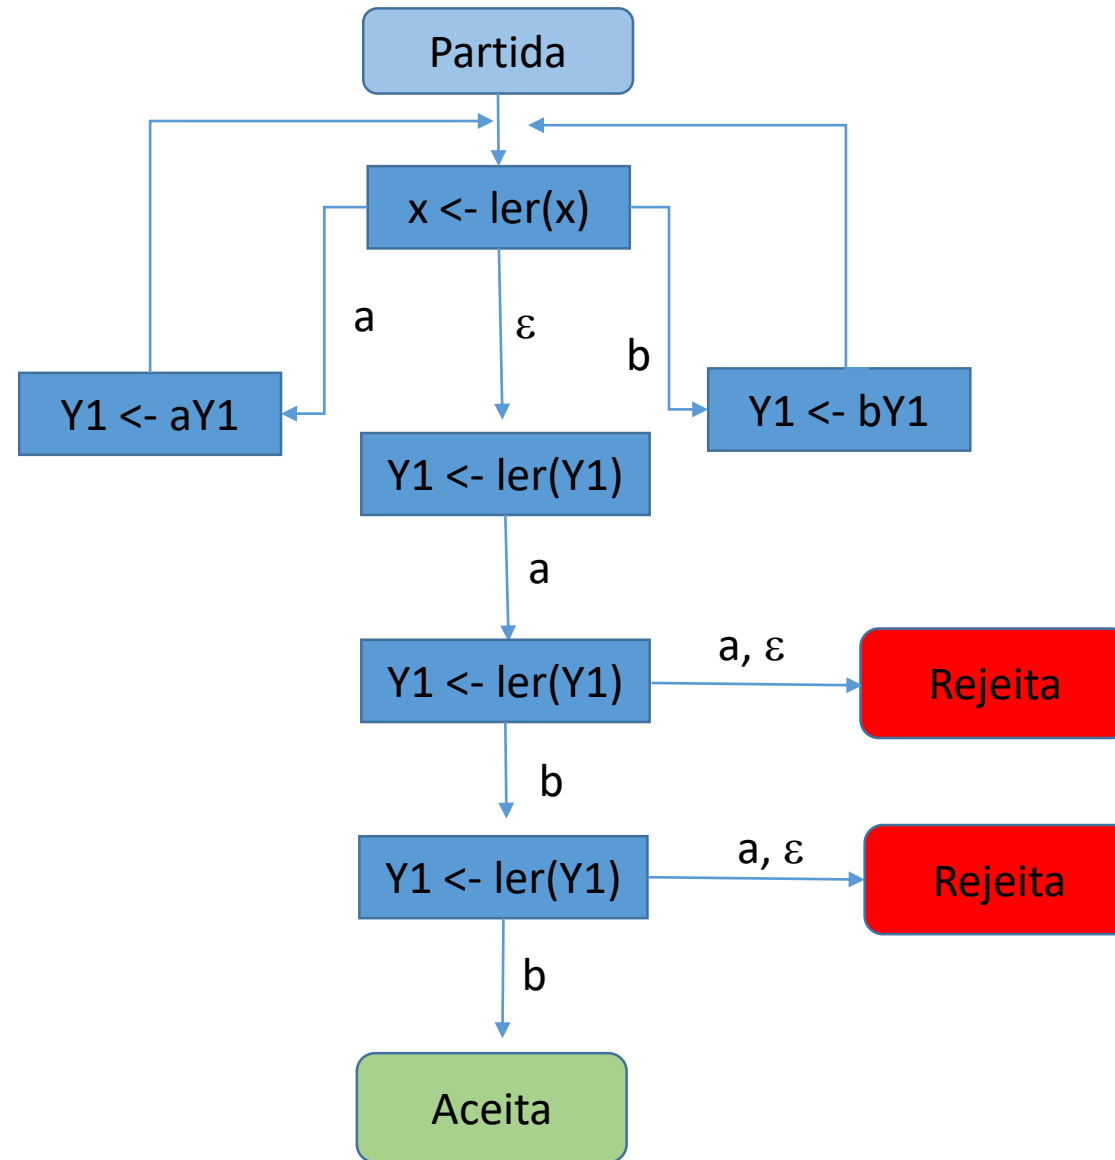 Partida
x <- ler(x)
a
ε
b
Y1 <- aY1
Y1 <- bY1
Y1 <- ler(Y1)
a
Y1 <- ler(Y1)
a, ε
Rejeita
b
Y1 <- ler(Y1)
a, ε
Rejeita
b
Aceita